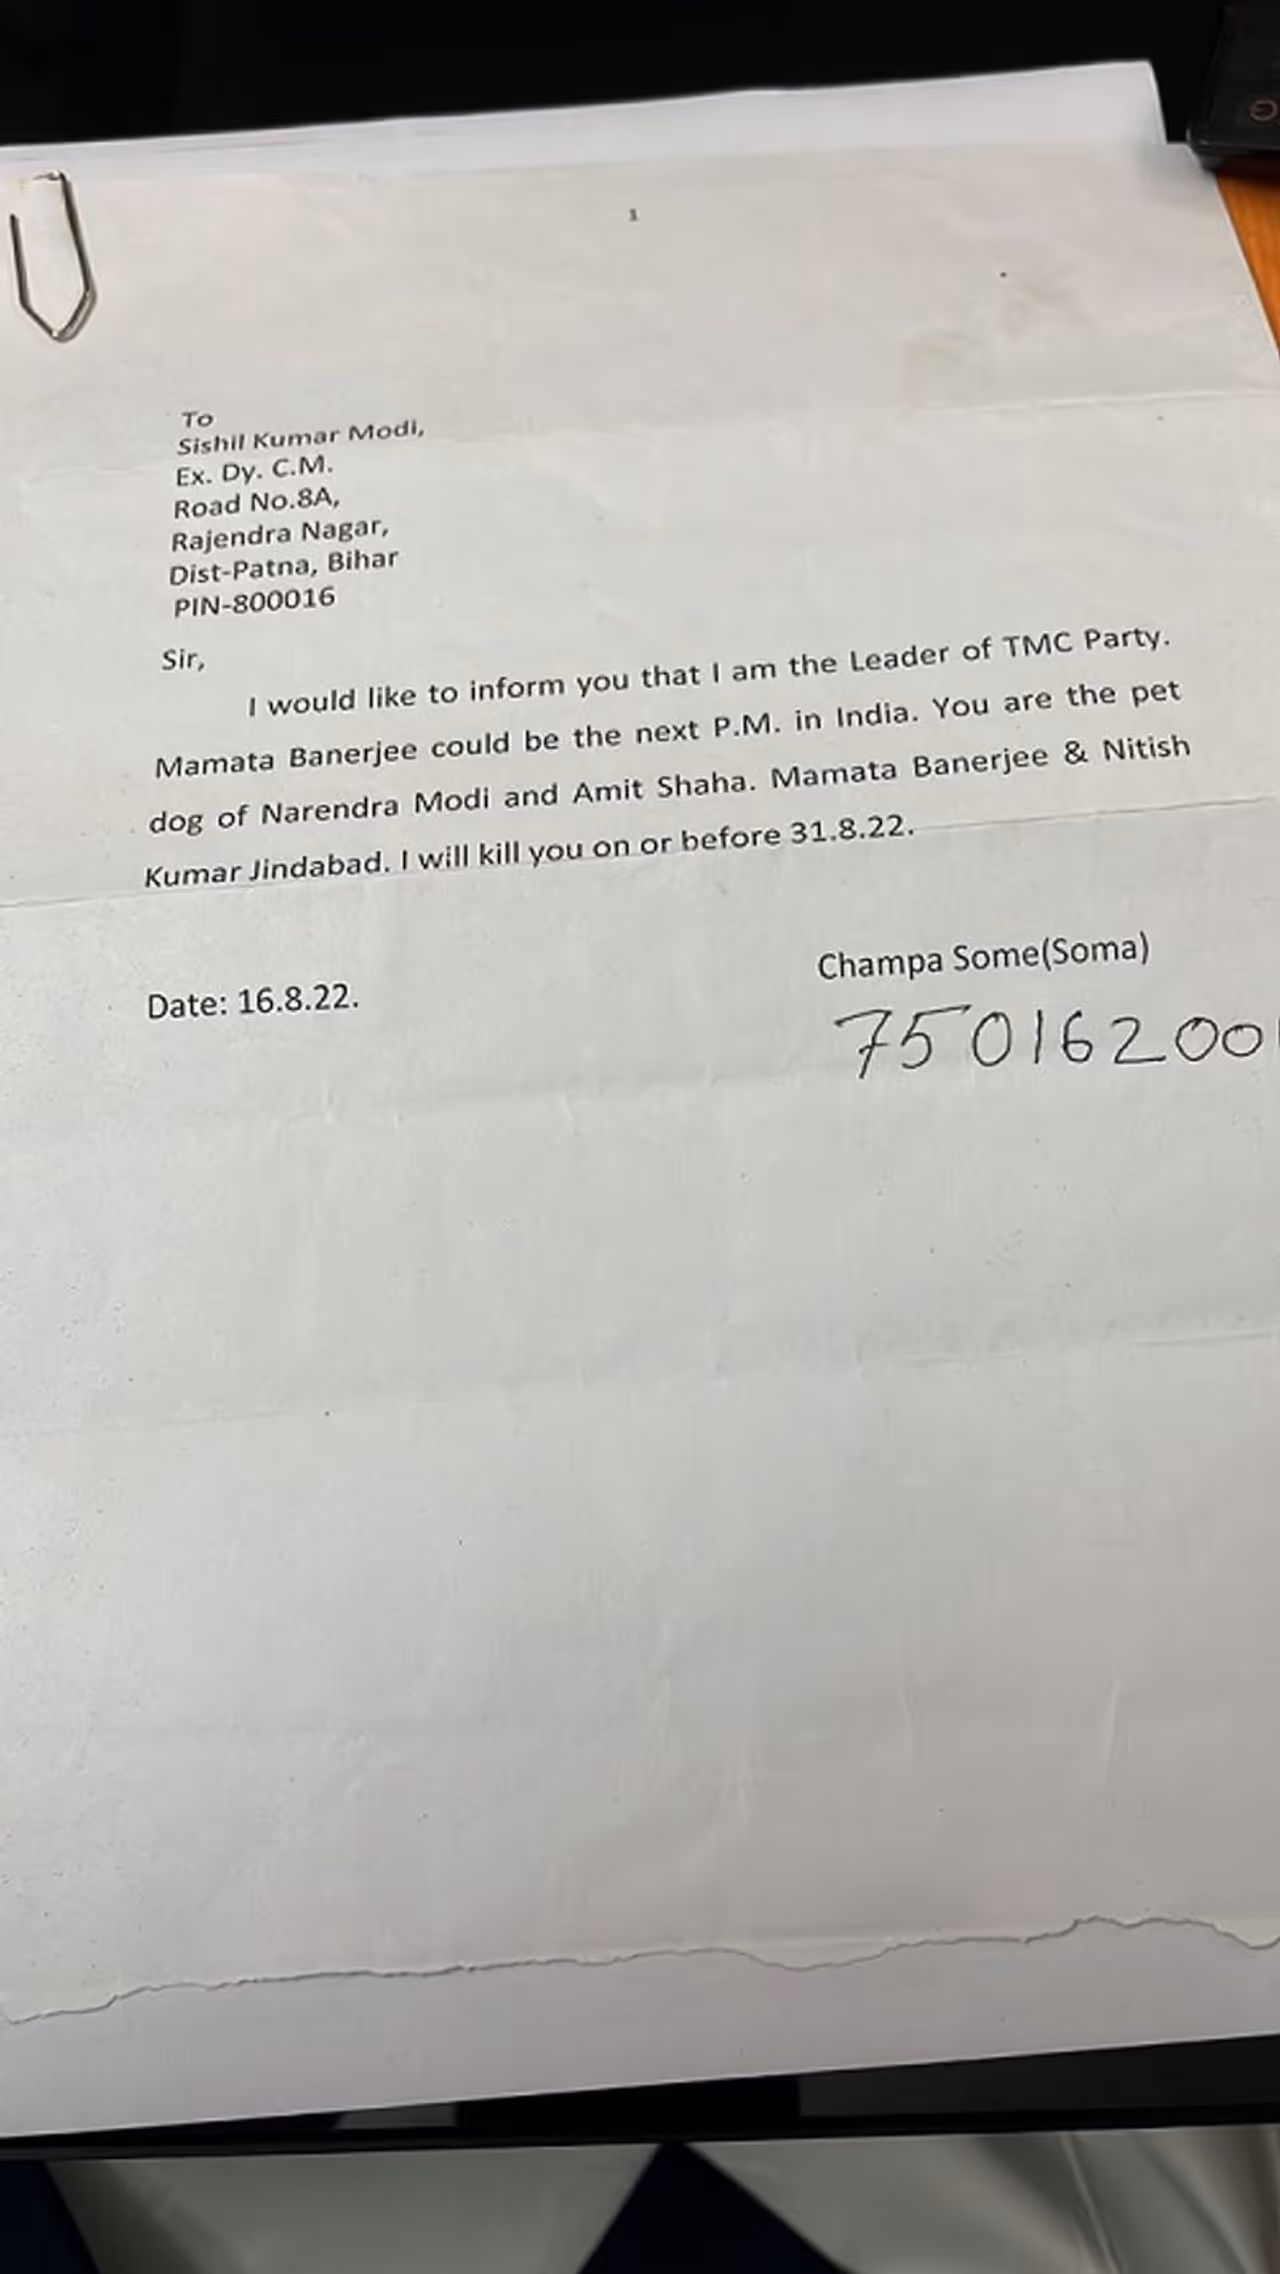 1
To
Sishil Kumar Modi,
Ex. Dy. C.M.
Road No.8A,
Rajendra Nagar,
Dist-Patna, Bihar
PIN-800016
Sir,
I would like to inform you that I am the Leader of TMC Party.
Mamata Banerjee could be the next P.M. in India. You are the pet
dog of Narendra Modi and Amit Shaha. Mamata Banerjee & Nitish
Kumar Jindabad. I will kill you on or before 31.8.22.
Champa Some(Soma)
Date: 16.8.22.
75016200